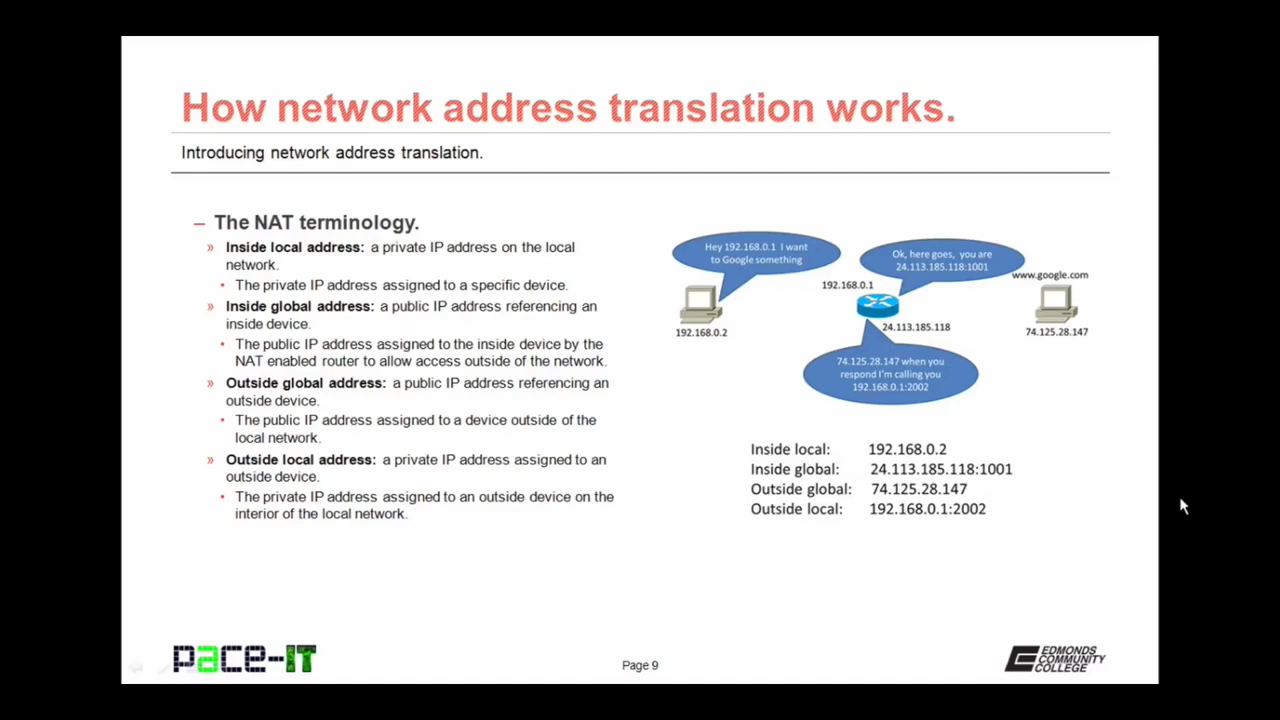 How network address translation works.
Introducing network address translation.
– The NAT terminology.
» Inside local address: a private IP address on the local
network.
• The private IP address assigned to a specific device.
» Inside global address: a public IP address referencing an
inside device.
• The public IP address assigned to the inside device by the
NAT enabled router to allow access outside of the network.
» Outside global address: a public IP address referencing an
outside device.
• The public IP address assigned to a device outside of the
local network.
» Outside local address: a private IP address assigned to an
outside device.
• The private IP address assigned to an outside device on the
interior of the local network.
Hey 192.168.0.1 I want
to Google something
Ok, here goes, you are
24.113.185.118:1001
www.google.com
192.168.0.1
192.168.0.2
24.113.185.118
74.125.28.147
74.125.28.147 when you
respond I'm calling you
192.168.0.1:2002
Inside local: 192.168.0.2
Inside global: 24.113.185.118:1001
Outside global: 74.125.28.147
Outside local: 192.168.0.1:2002
pace-IT
Page 9
EDMONDS
COMMUNITY
COLLEGE